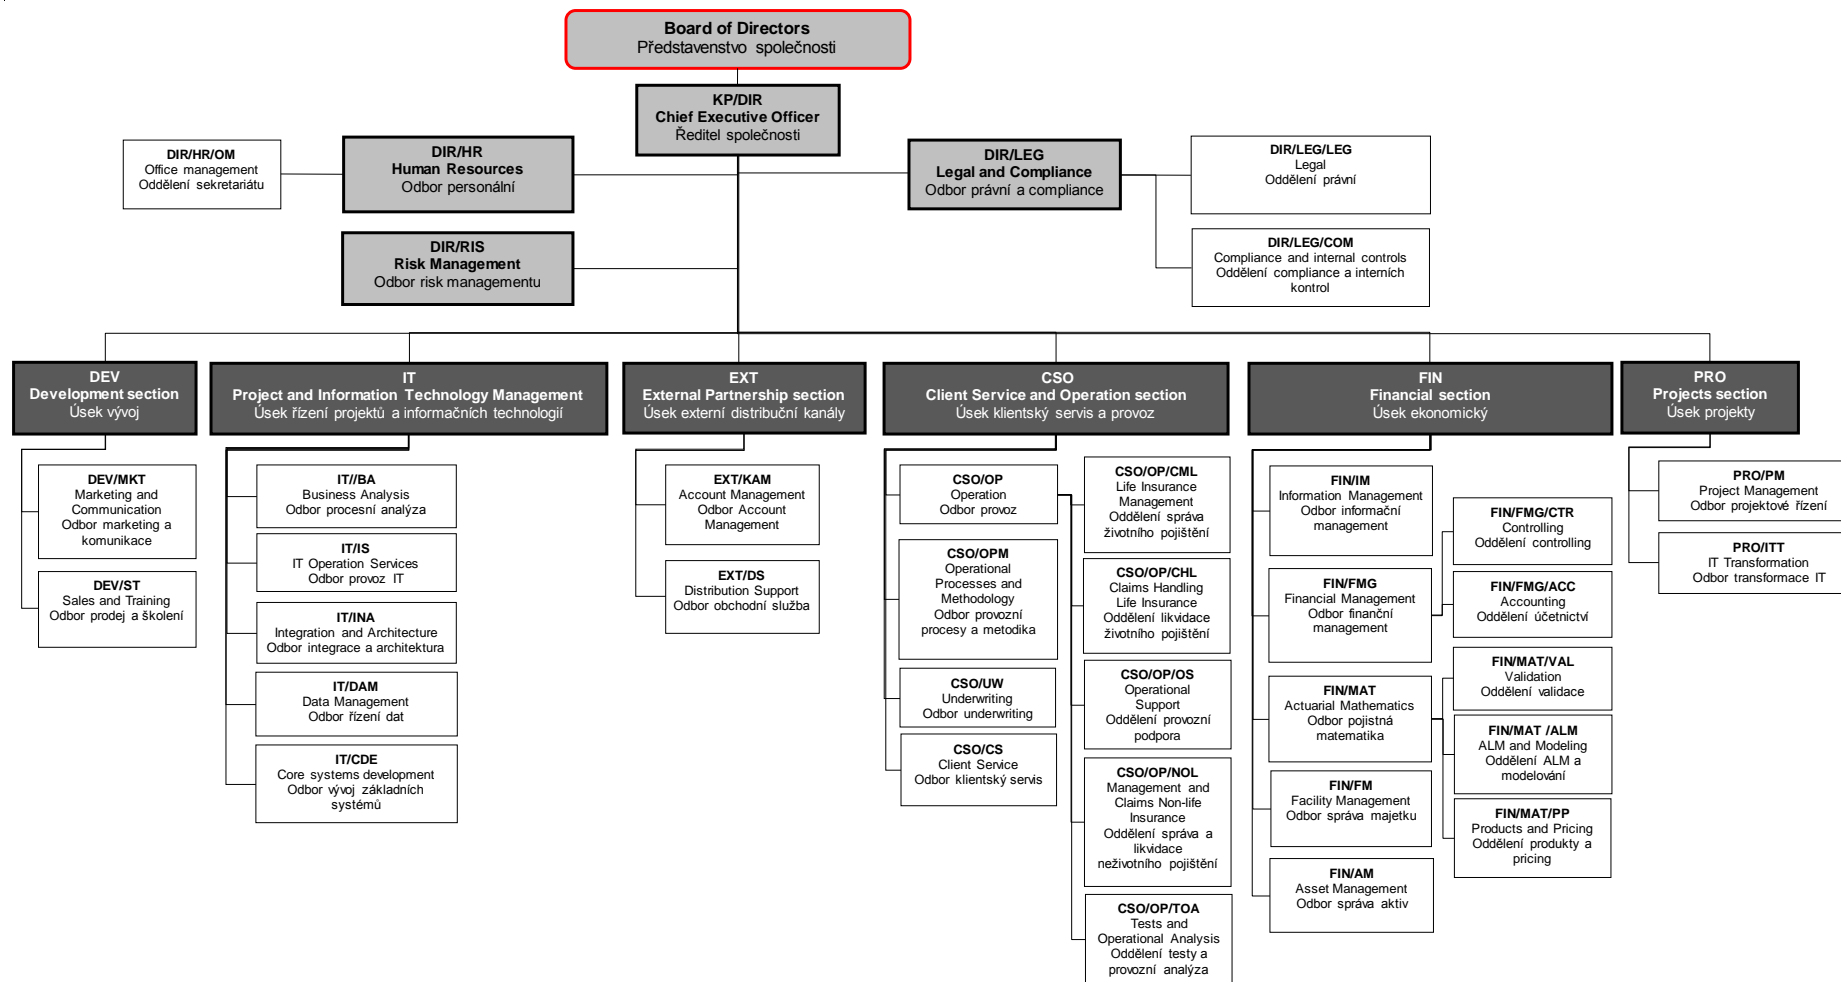 Board of Directors
Představenstvo společnosti
KP/DIR
Chief Executive Officer
Ředitel společnosti
DIR/HR/OM
Office management
Oddělení sekretariátu
DIR/HR
Human Resources
Odbor personální
DIR/LEG
Legal and Compliance
Odbor právní a compliance
DIR/LEG/LEG
Legal
Oddělení právní
DIR/RIS
Risk Management
Odbor risk managementu
DIR/LEG/COM
Compliance and internal controls
Oddělení compliance a interních
kontrol
DEV
Development section
Úsek vývoj
IT
Project and Information Technology Management
Úsek řízení projektů a informačních technologií
EXT
External Partnership section
Úsek externí distribuční kanály
CSO
Client Service and Operation section
Úsek klientský servis a provoz
FIN
Financial section
Úsek ekonomický
PRO
Projects section
Úsek projekty
DEV/MKT
Marketing and
Communication
Odbor marketing a
komunikace
DEV/ST
Sales and Training
Odbor prodej a školení
IT//BA
Business Analysis
Odbor procesní analýza
IT/IS
IT Operation Services
Odbor provoz IT
IT/INA
Integration and Architecture
Odbor integrace a architektura
IT/DAM
Data Management
Odbor řízení dat
IT/CDE
Core systems development
Odbor vývoj základních
systémů
EXT/KAM
Account Management
Odbor Account
Management
EXT/DS
Distribution Support
Odbor obchodní služba
CSO/OP
Operation
Odbor provoz
CSO/OPM
Operational
Processes and
Methodology
Odbor provozní
procesy a metodika
CSO/UW
Underwriting
Odbor underwriting
CSO/CS
Client Service
Odbor klientský servis
CSO/OP/CML
Life Insurance
Management
Oddělení správa
životního pojištění
CSO/OP/CHL
Claims Handling
Life Insurance
Oddělení likvidace
životního pojištění
CSO/OP/OS
Operational
Support
Oddělení provozní
podpora
CSO/OP/NOL
Management and
Claims Non-life
Insurance
Oddělení správa a
likvidace
neživotního pojištění
CSO/OP/TOA
Tests and
Operational Analysis
Oddělení testy a
provozní analýza
FIN/IM
Information Management
Odbor informační
management
FIN/FMG
Financial Management
Odbor finanční
management
FIN/MAT
Actuarial Mathematics
Odbor pojistná
matematika
FIN/FM
Facility Management
Odbor správa majetku
FIN/AM
Asset Management
Odbor správa aktiv
FIN/FMG/CTR
Controlling
Oddělení controlling
FIN/FMG/ACC
Accounting
Oddělení účetnictví
FIN/MAT/VAL
Validation
Oddělení validace
FIN/MAT /ALM
ALM and Modeling
Oddělení ALM a
modelování
FIN/MAT/PP
Products and Pricing
Oddělení produkty a
pricing
PRO/PM
Project Management
Odbor projektové řízení
PRO/ITT
IT Transformation
Odbor transformace IT